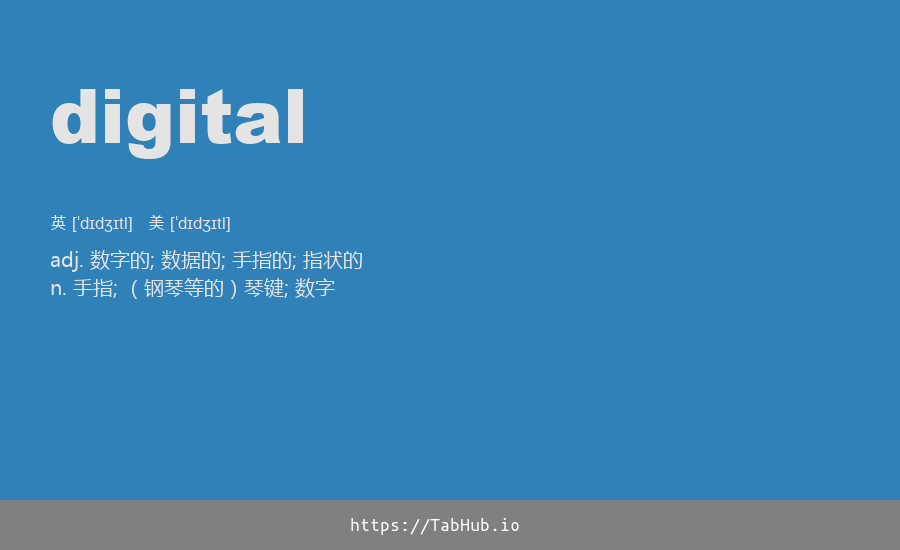 digital
英 ['dɪdʒɪtl] 美 ['dɪdʒɪtl]
adj. 数字的; 数据的; 手指的; 指状的
n. 手指; （钢琴等的）琴键; 数字
https://TabHub.io